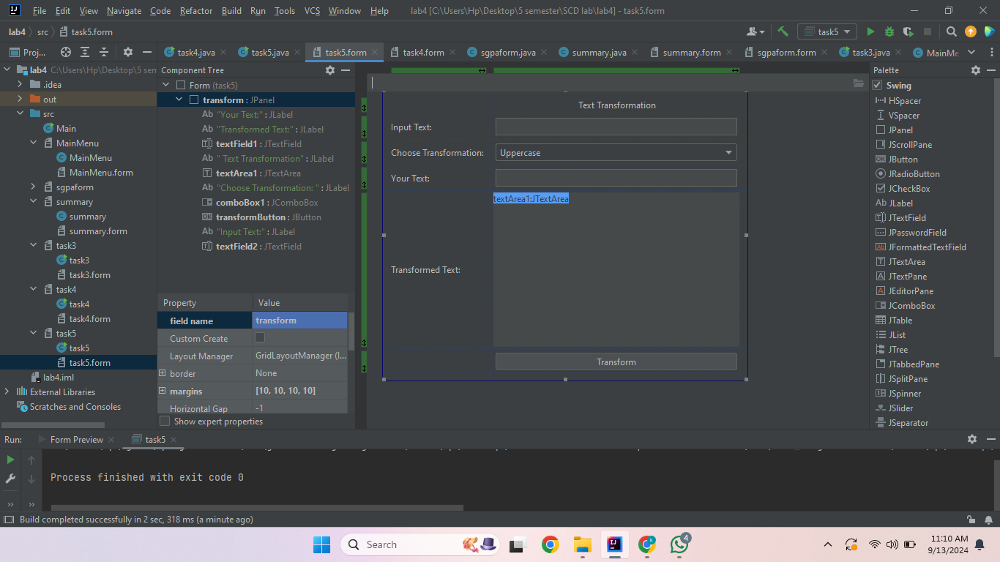 File Edit View Navigate Code Refactor Build Run Tools VCS Window Help lab4 [C:\Users\Hp\Desktop\5 semester\SCD lab\lab4] - task5.form
lab4 src task5.form task5
Proj... task4.java task5.java task5.form task4.form sgpaform.java summary.java summary.form sgpaform.form task3.java MainMe
lab4 C:\Users\Hp\Desktop\5 sem
.idea
out
src
Main
MainMenu
MainMenu
MainMenu.form
sgpaform
summary
summary
summary.form
task3
task3
task3.form
task4
task4
task4.form
task5
task5
task5.form
lab4.iml
External Libraries
Scratches and Consoles
Component Tree
Form (task5)
transform : JPanel
"Your Text:" : JLabel
"Transformed Text:" : JLabel
textField1 : JTextField
" Text Transformation" : JLabel
textArea1 : JTextArea
"Choose Transformation: " : JLabel
comboBox1 : JComboBox
transformButton : JButton
"Input Text:" : JLabel
textField2 : JTextField
Property Value
field name transform
Custom Create
Layout Manager GridLayoutManager (I...
border None
margins [10, 10, 10, 10]
Horizontal Gap -1
Show expert properties
Text Transformation
Input Text:
Choose Transformation: Uppercase
Your Text:
textArea1:JTextArea
Transformed Text:
Transform
Palette
Swing
HSpacer
VSpacer
JPanel
JScrollPane
JButton
JRadioButton
JCheckBox
JLabel
JTextField
JPasswordField
JFormattedTextField
JTextArea
JTextPane
JEditorPane
JComboBox
JTable
JList
JTree
JTabbedPane
JSplitPane
JSpinner
JSlider
JSeparator
Run: Form Preview task5
Process finished with exit code 0
Build completed successfully in 2 sec, 318 ms (a minute ago)
Search
4
11:10 AM
9/13/2024